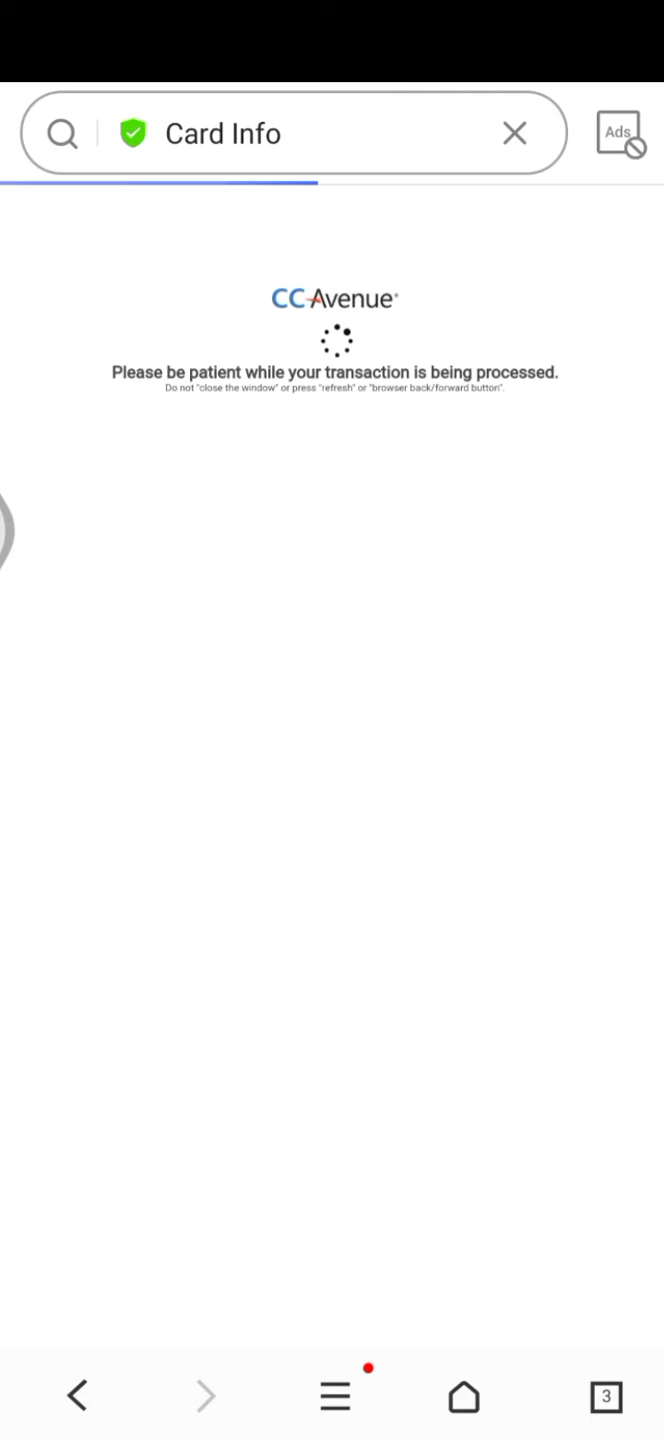 Card Info
Ads
CCAvenue
Please be patient while your transaction is being processed.
Do not "close the window" or press "refresh" or "browser back/forward button".
3